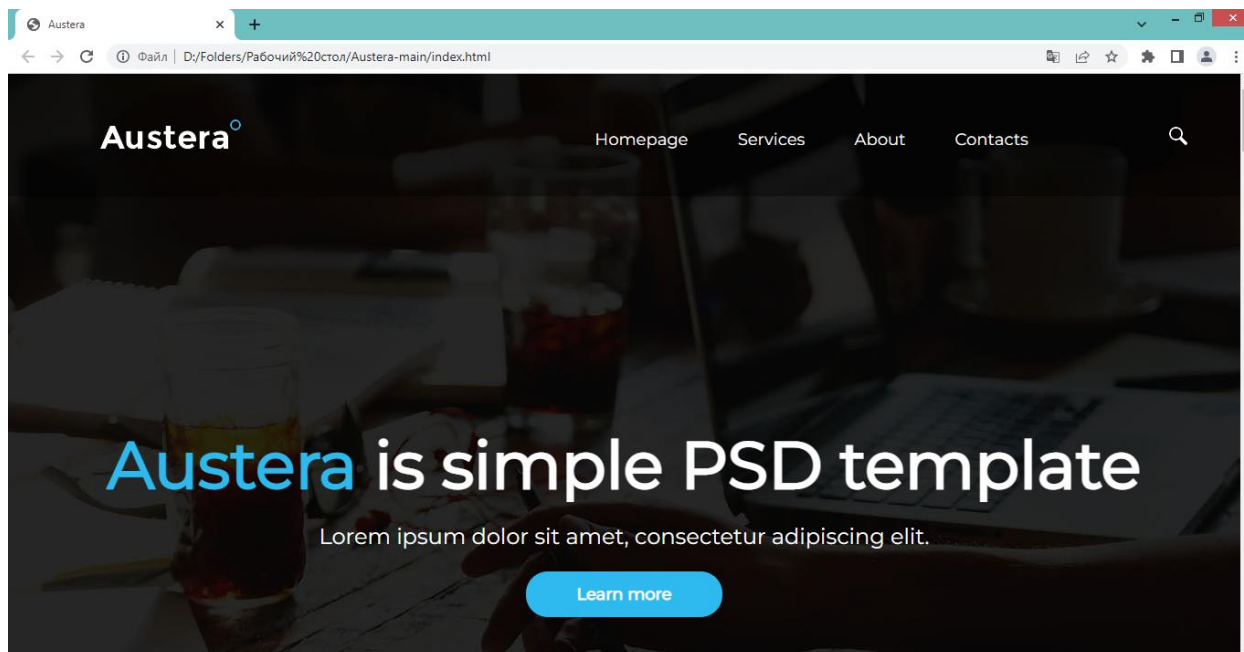 Austera
Файл | D:/Folders/Рабочий%20стол/Austera-main/index.html
Austera
Homepage Services About Contacts
Austera is simple PSD template
Lorem ipsum dolor sit amet, consectetur adipiscing elit.
Learn more